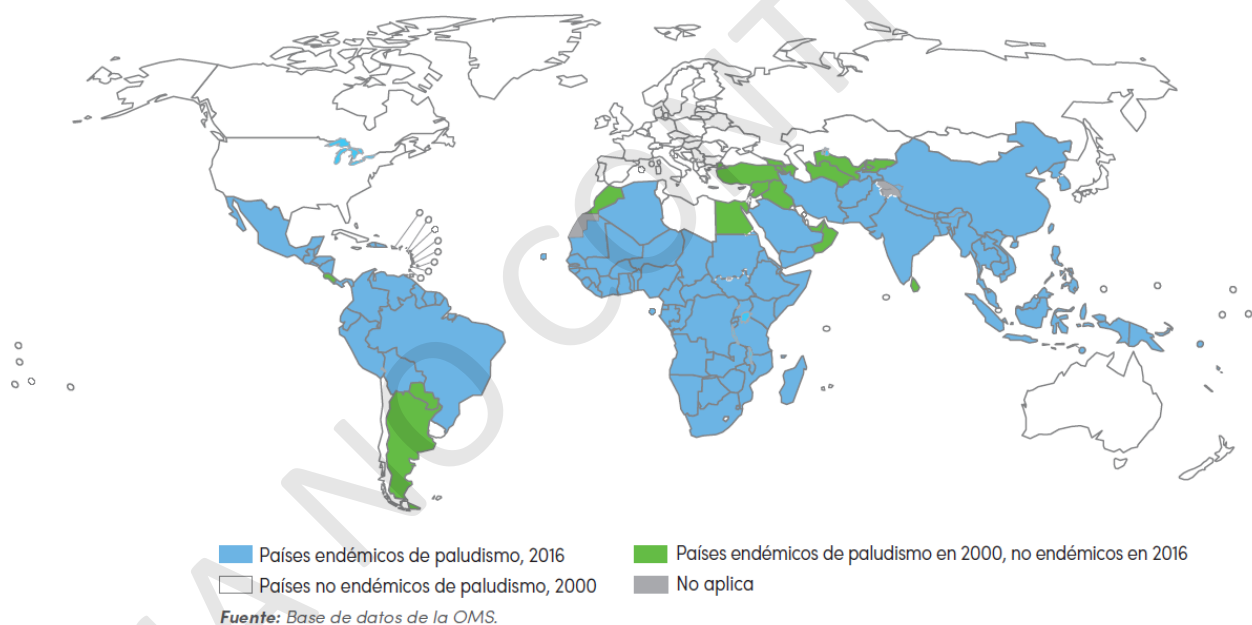 Países endémicos de paludismo, 2016
Países endémicos de paludismo en 2000, no endémicos en 2016
Países no endémicos de paludismo, 2000
No aplica
Fuente: Base de datos de la OMS.